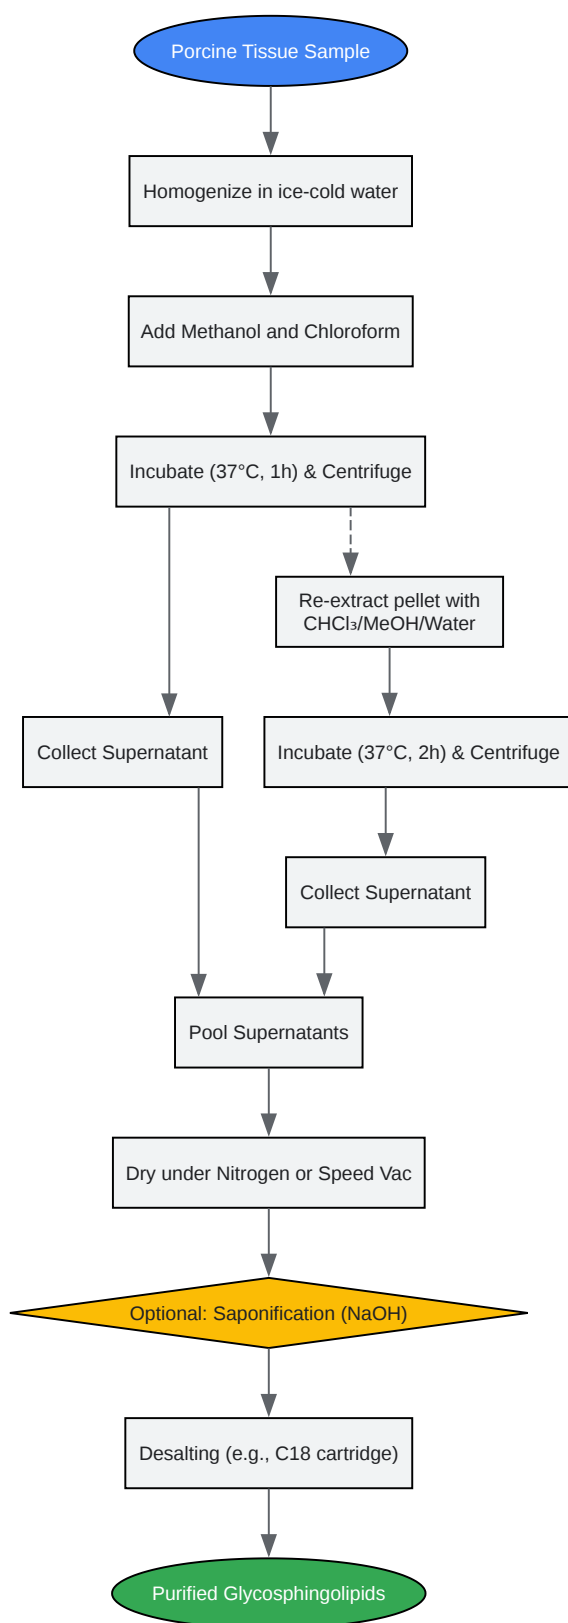 Porcine Tissue Sample
Homogenize in ice-cold water
Add Methanol and Chloroform
Incubate (37°C, 1h) & Centrifuge
Re-extract pellet with
CHCl₃/MeOH/Water
Collect Supernatant
Incubate (37°C, 2h) & Centrifuge
Collect Supernatant
Pool Supernatants
Dry under Nitrogen or Speed Vac
Optional: Saponification (NaOH)
Desalting (e.g., C18 cartridge)
Purified Glycosphingolipids